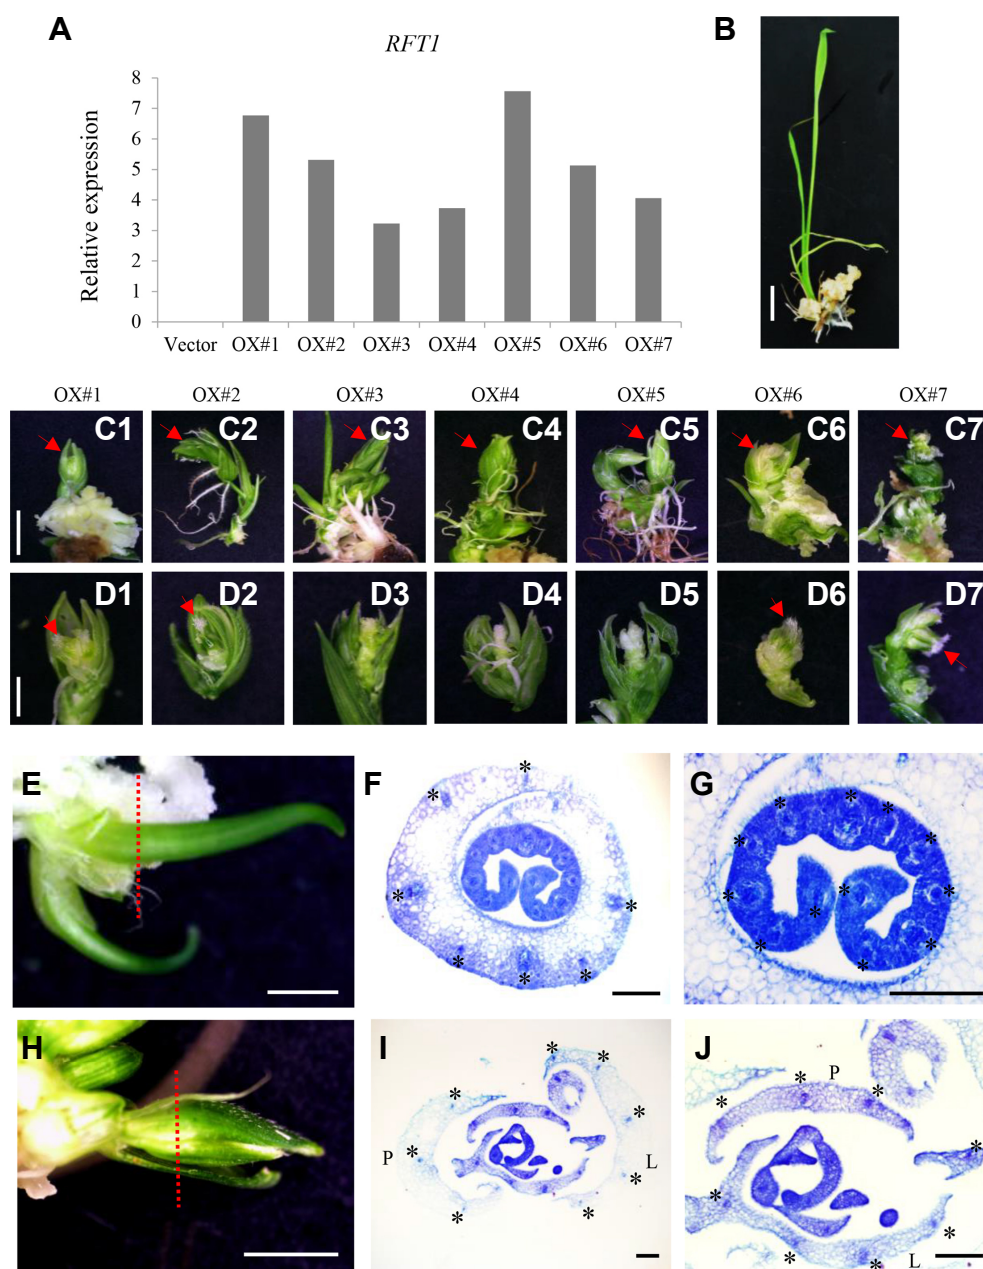 A
RFT1
B
Relative expression
8
7
6
5
4
3
2
1
0
Vector OX#1 OX#2 OX#3 OX#4 OX#5 OX#6 OX#7
OX#1 OX#2 OX#3 OX#4 OX#5 OX#6 OX#7
C1 C2 C3 C4 C5 C6 C7
D1 D2 D3 D4 D5 D6 D7
E F G
* * * * * * * *
* * * * * * * * * * *
H I J
* * * * * * * *
P L
* * * * * * * *
P L